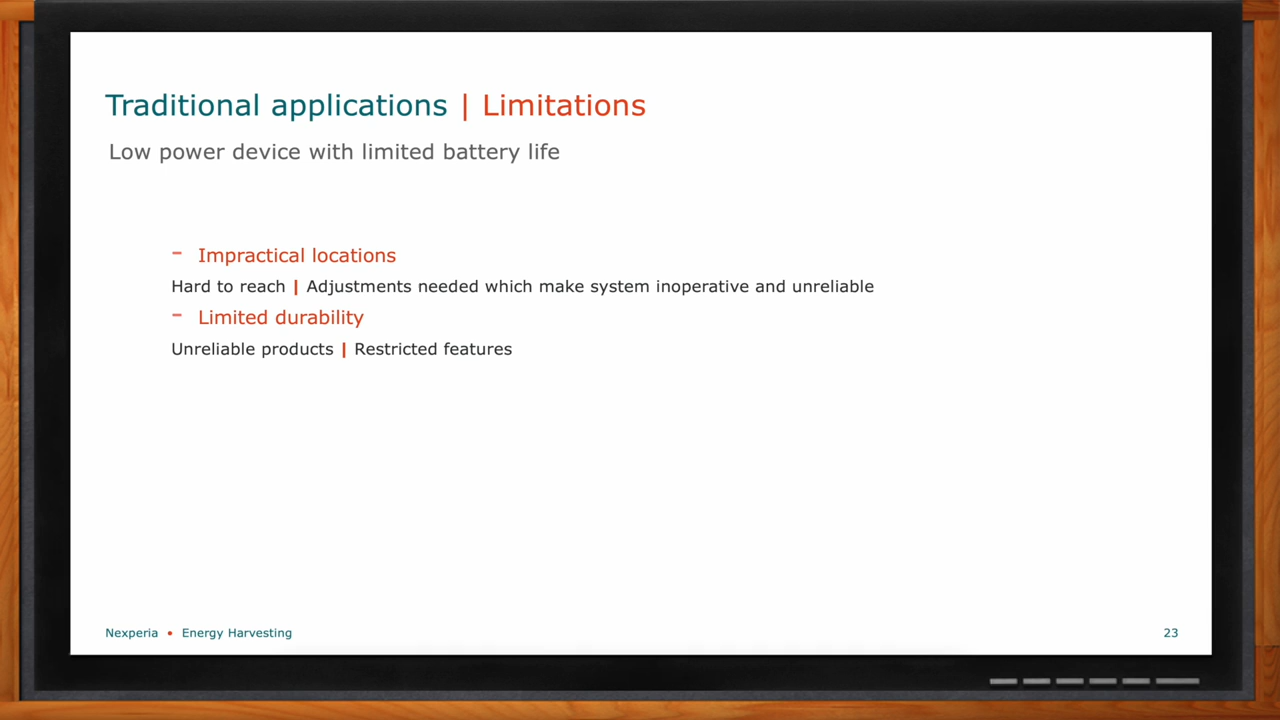 Traditional applications | Limitations
Low power device with limited battery life
– Impractical locations
Hard to reach | Adjustments needed which make system inoperative and unreliable
– Limited durability
Unreliable products | Restricted features
Nexperia • Energy Harvesting
23